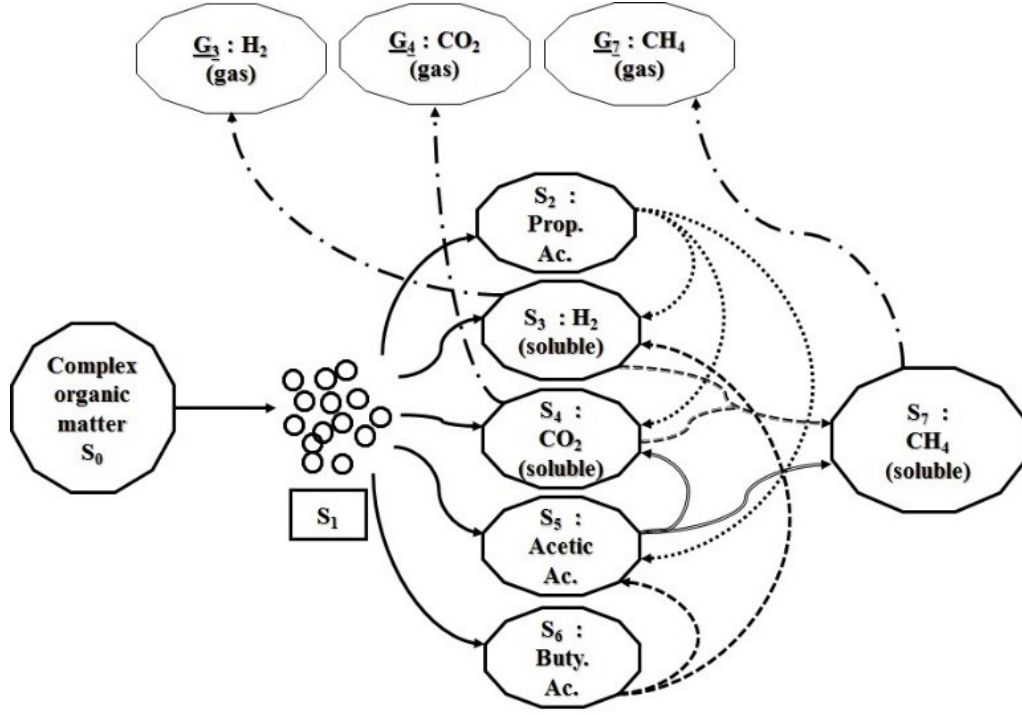 G3 : H2
(gas)
G4 : CO2
(gas)
G7 : CH4
(gas)
S2 :
Prop.
Ac.
S3 : H2
(soluble)
Complex
organic
matter
S0
S4 :
CO2
(soluble)
S7 :
CH4
(soluble)
S1
S5 :
Acetic
Ac.
S6 :
Buty.
Ac.